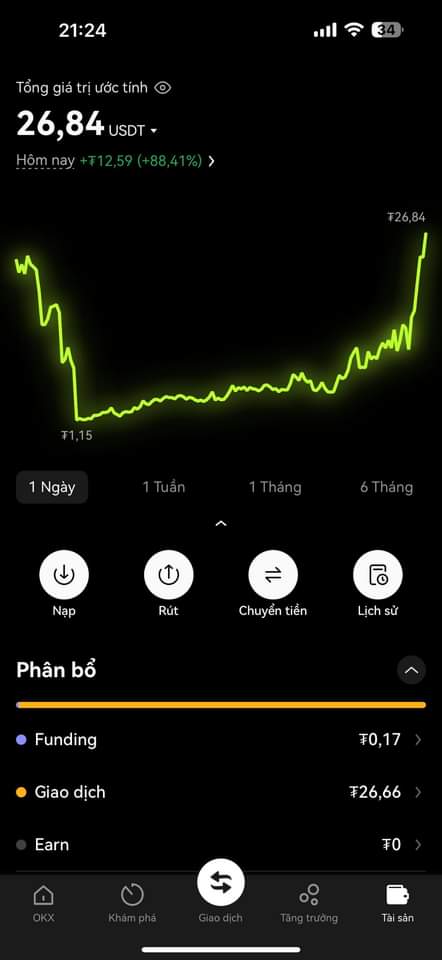 21:24
34
Tổng giá trị ước tính
26,84 USDT
Hôm nay +₮12,59 (+88,41%)
₮26,84
₮1,15
1 Ngày 1 Tuần 1 Tháng 6 Tháng
Nạp Rút Chuyển tiền Lịch sử
Phân bổ
Funding ₮0,17
Giao dịch ₮26,66
Earn ₮0
OKX Khám phá Giao dịch Tăng trưởng Tài sản